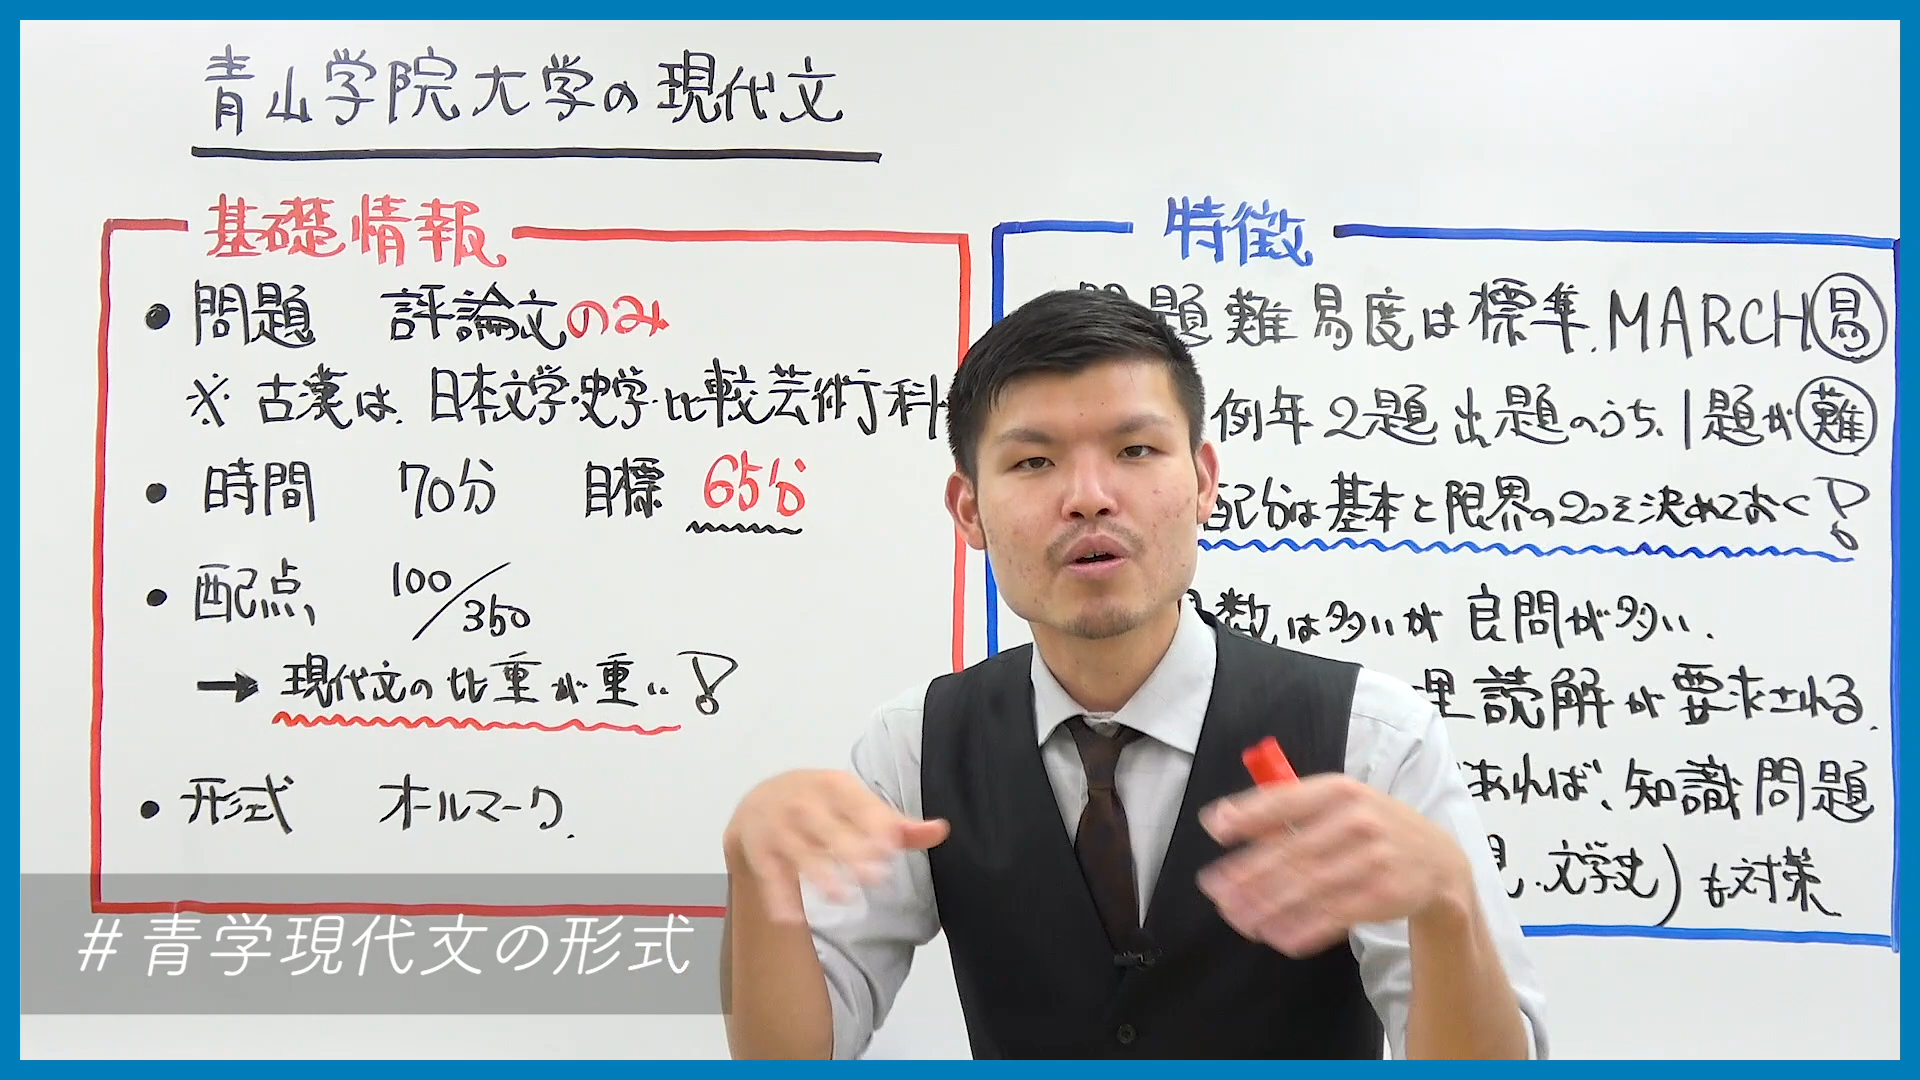 青山学院大学の現代文
基礎情報
• 問題 評論文のみ
※ 古漢は、日本文学・史学・比較芸術科
• 時間 70分 目標 65分
• 配点 100/350
→ 現代文の比重が重い!
• 形式 オールマーク。
特徴
問題難易度は標準。MARCH易
例年2題出題のうち、1題が難
配分は基本と限界の2つを決めておく!
数は多いが良問が多い。
読解が要求される。
あれば、知識問題
文学史)も対策
#青学現代文の形式